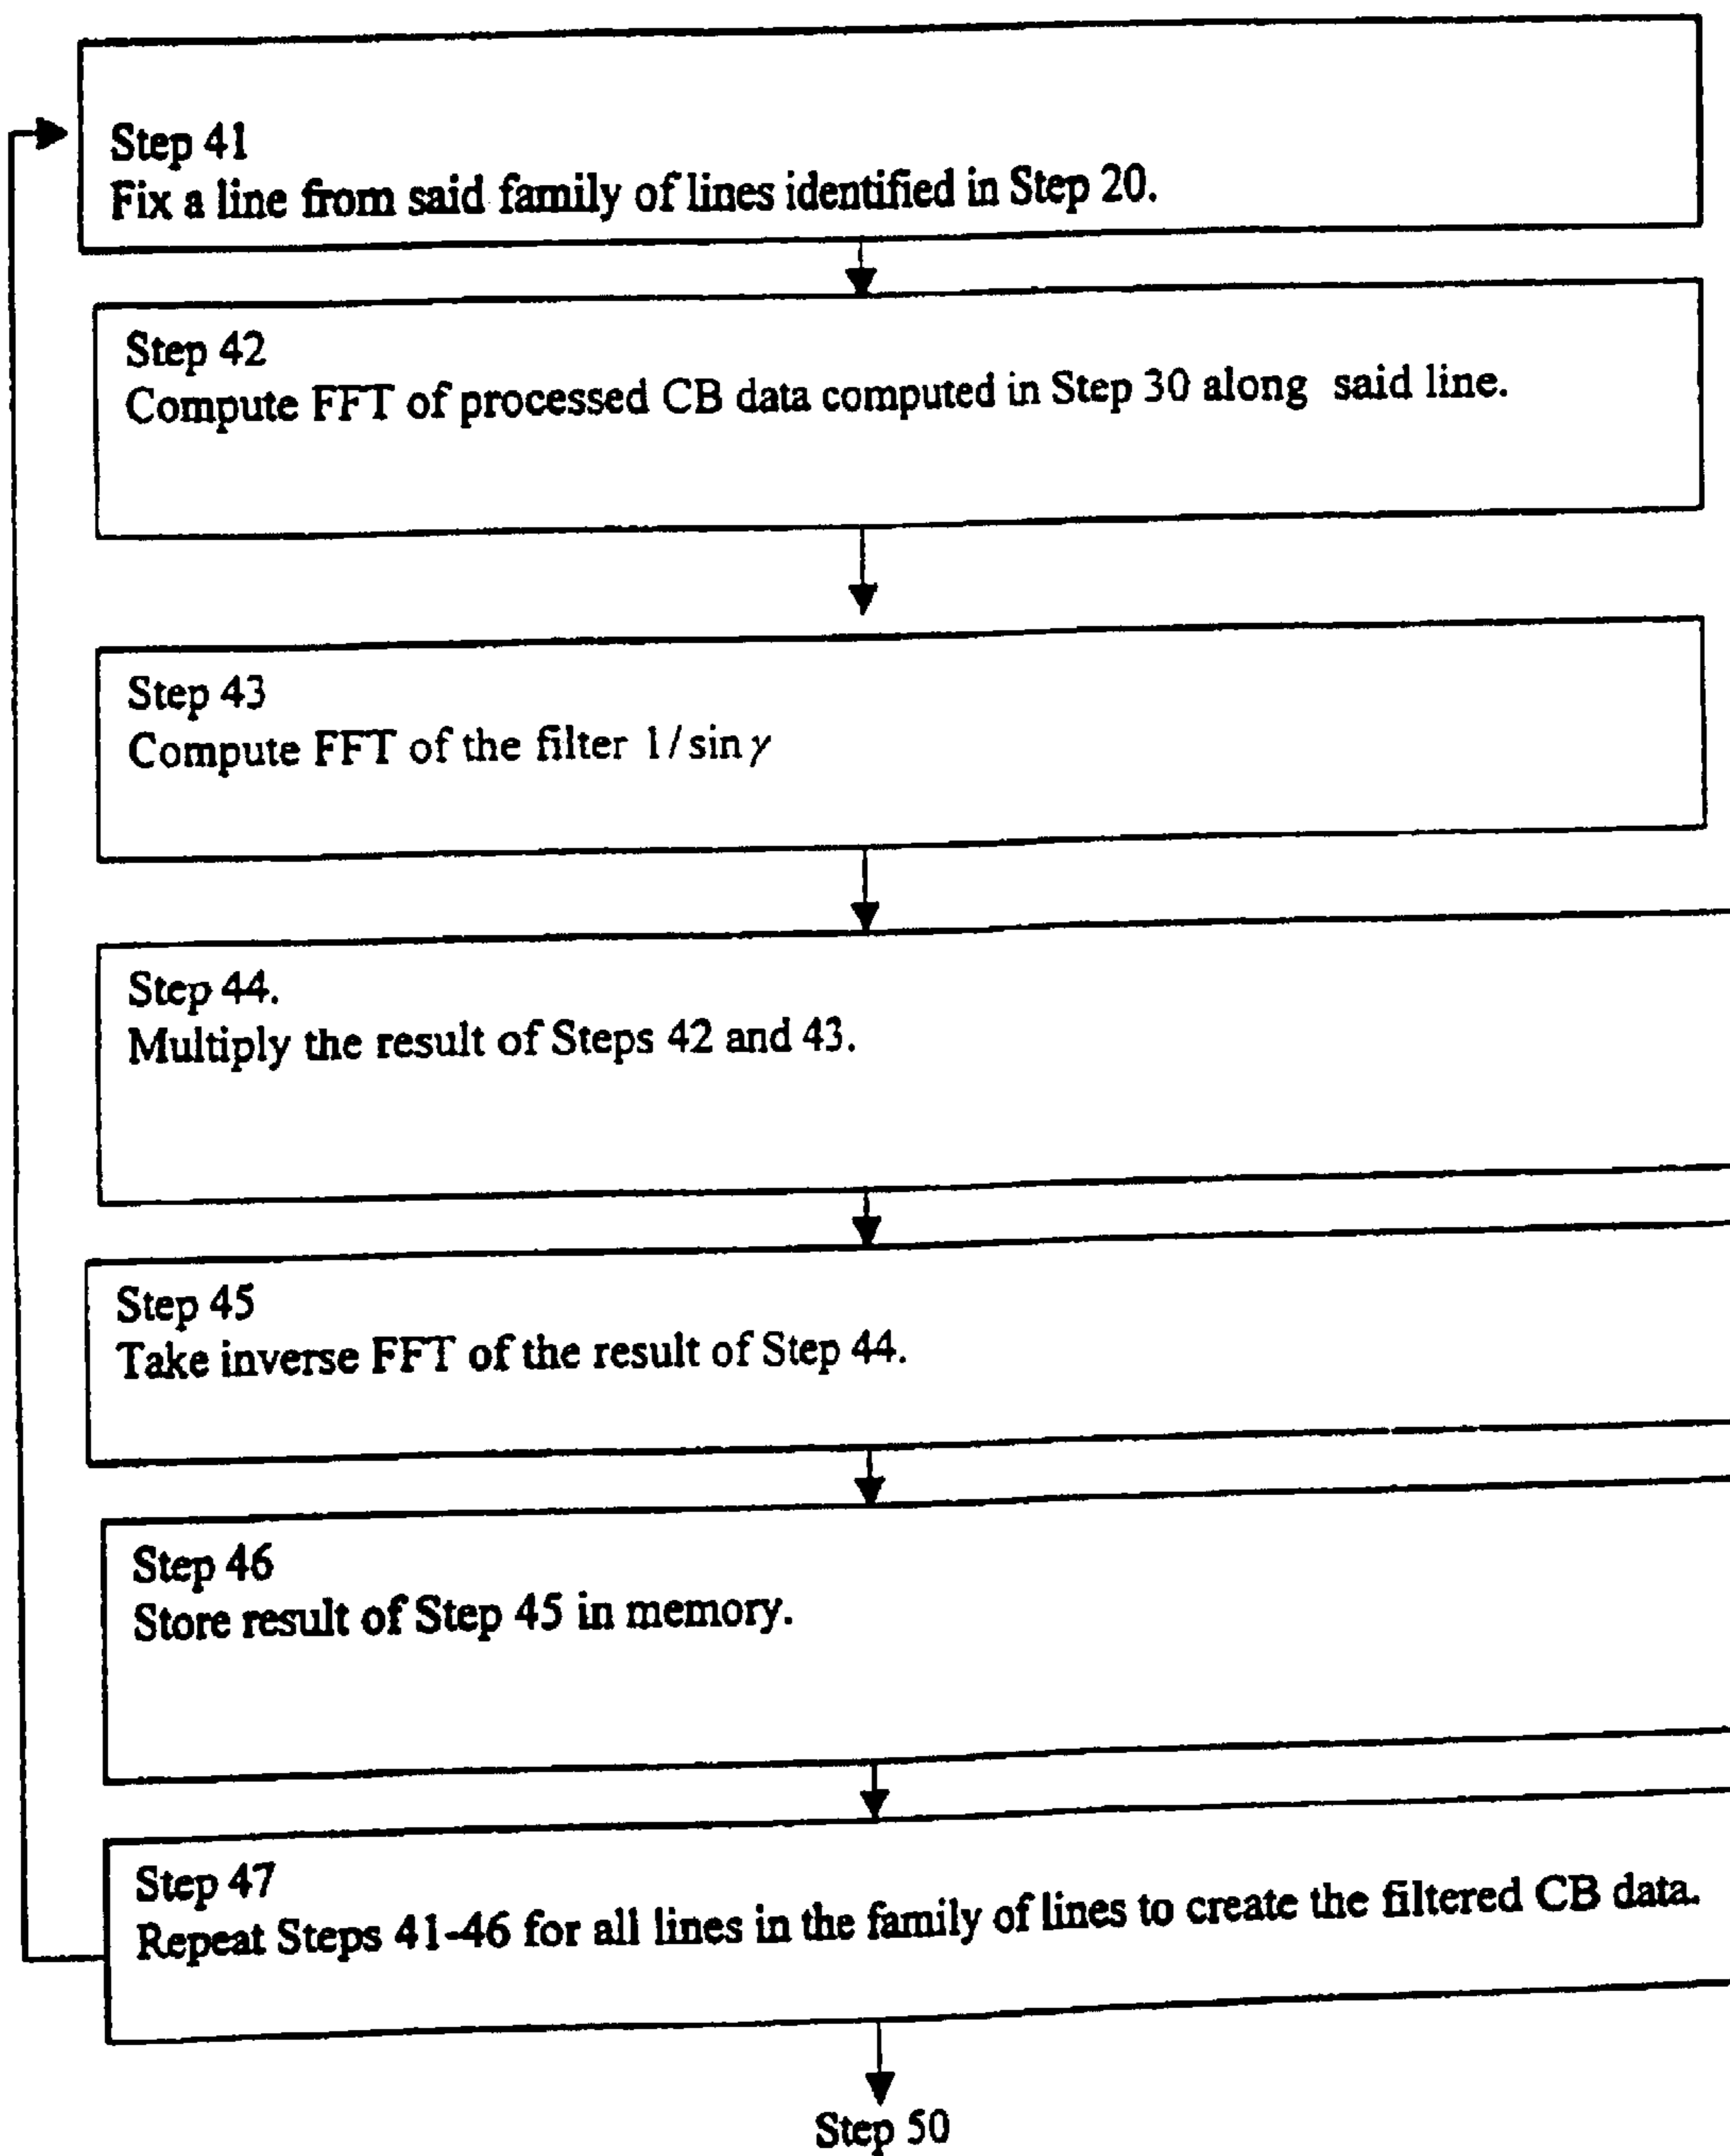 Step 41
Fix a line from said family of lines identified in Step 20.
Step 42
Compute FFT of processed CB data computed in Step 30 along said line.
Step 43
Compute FFT of the filter 1/sin γ
Step 44.
Multiply the result of Steps 42 and 43.
Step 45
Take inverse FFT of the result of Step 44.
Step 46
Store result of Step 45 in memory.
Step 47
Repeat Steps 41-46 for all lines in the family of lines to create the filtered CB data.
Step 50